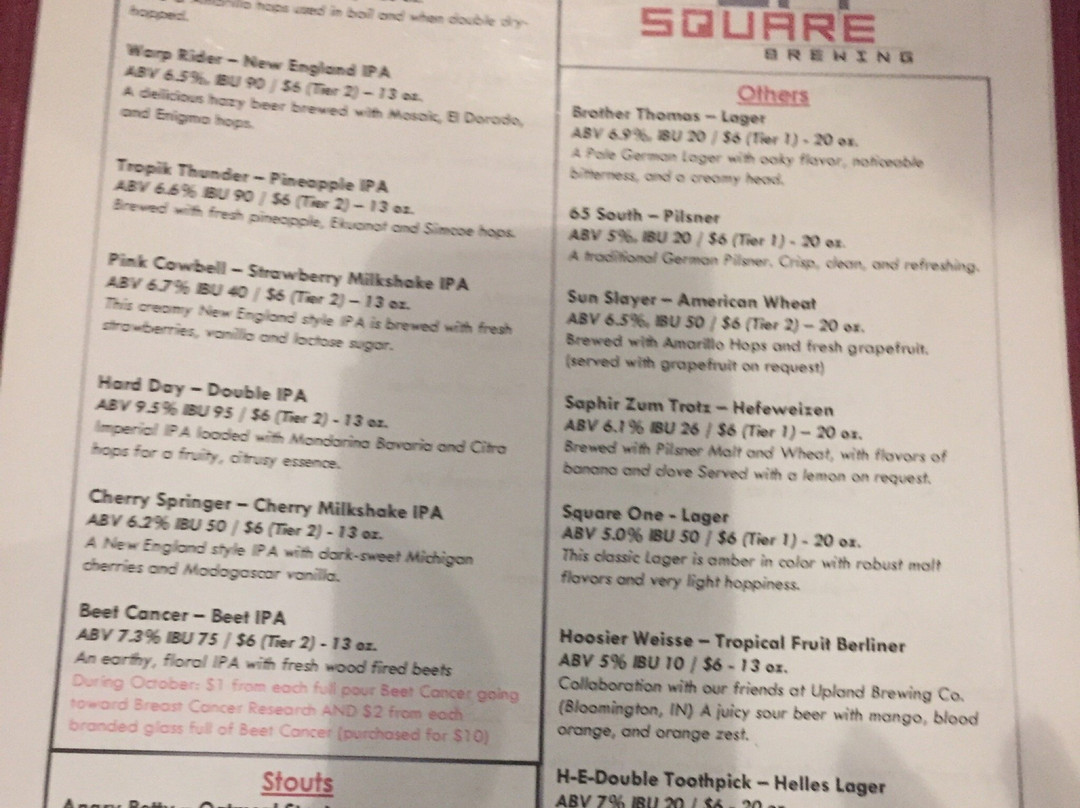 Amarillo hops used in boil and when double dry-
hopped.
Warp Rider – New England IPA
ABV 6.5%, IBU 90 / $6 (Tier 2) – 13 oz.
A delicious hazy beer brewed with Mosaic, El Dorado,
and Enigma hops.
Tropik Thunder – Pineapple IPA
ABV 6.6% IBU 90 / $6 (Tier 2) – 13 oz.
Brewed with fresh pineapple, Ekuanot and Simcoe hops.
Pink Cowbell – Strawberry Milkshake IPA
ABV 6.7% IBU 40 / $6 (Tier 2) – 13 oz.
This creamy New England style IPA is brewed with fresh
strawberries, vanilla and lactose sugar.
Hard Day – Double IPA
ABV 9.5% IBU 95 / $6 (Tier 2) - 13 oz.
Imperial IPA loaded with Mandarina Bavaria and Citra
hops for a fruity, citrusy essence.
Cherry Springer – Cherry Milkshake IPA
ABV 6.2% IBU 50 / $6 (Tier 2) - 13 oz.
A New England style IPA with dark-sweet Michigan
cherries and Madagascar vanilla.
Beet Cancer – Beet IPA
ABV 7.3% IBU 75 / $6 (Tier 2) - 13 oz.
An earthy, floral IPA with fresh wood fired beets
During October: $1 from each full pour Beet Cancer going
toward Breast Cancer Research AND $2 from each
branded glass full of Beet Cancer (purchased for $10)
Stouts
SQUARE
BREWING
Others
Brother Thomas – Lager
ABV 6.9%, IBU 20 / $6 (Tier 1) - 20 oz.
A Pale German Lager with oaky flavor, noticeable
bitterness, and a creamy head.
65 South – Pilsner
ABV 5%, IBU 20 / $6 (Tier 1) - 20 oz.
A traditional German Pilsner. Crisp, clean, and refreshing.
Sun Slayer – American Wheat
ABV 6.5%, IBU 50 / $6 (Tier 2) – 20 oz.
Brewed with Amarillo Hops and fresh grapefruit.
(served with grapefruit on request)
Saphir Zum Trotz – Hefeweizen
ABV 6.1% IBU 26 / $6 (Tier 1) – 20 oz.
Brewed with Pilsner Malt and Wheat, with flavors of
banana and clove Served with a lemon on request.
Square One - Lager
ABV 5.0% IBU 50 / $6 (Tier 1) - 20 oz.
This classic Lager is amber in color with robust malt
flavors and very light hoppiness.
Hoosier Weisse – Tropical Fruit Berliner
ABV 5% IBU 10 / $6 - 13 oz.
Collaboration with our friends at Upland Brewing Co.
(Bloomington, IN) A juicy sour beer with mango, blood
orange, and orange zest.
H-E-Double Toothpick – Helles Lager
ABV 7% IBU 20 / $6 - 20 oz.